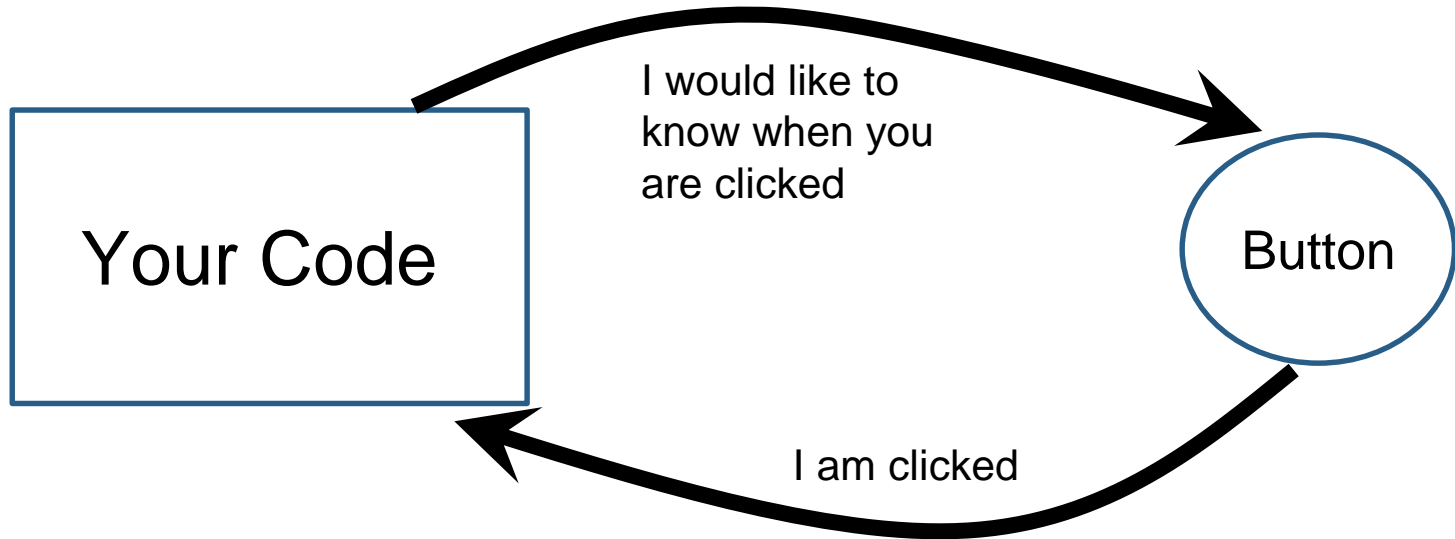 I would like to
know when you
are clicked
Your Code
Button
I am clicked